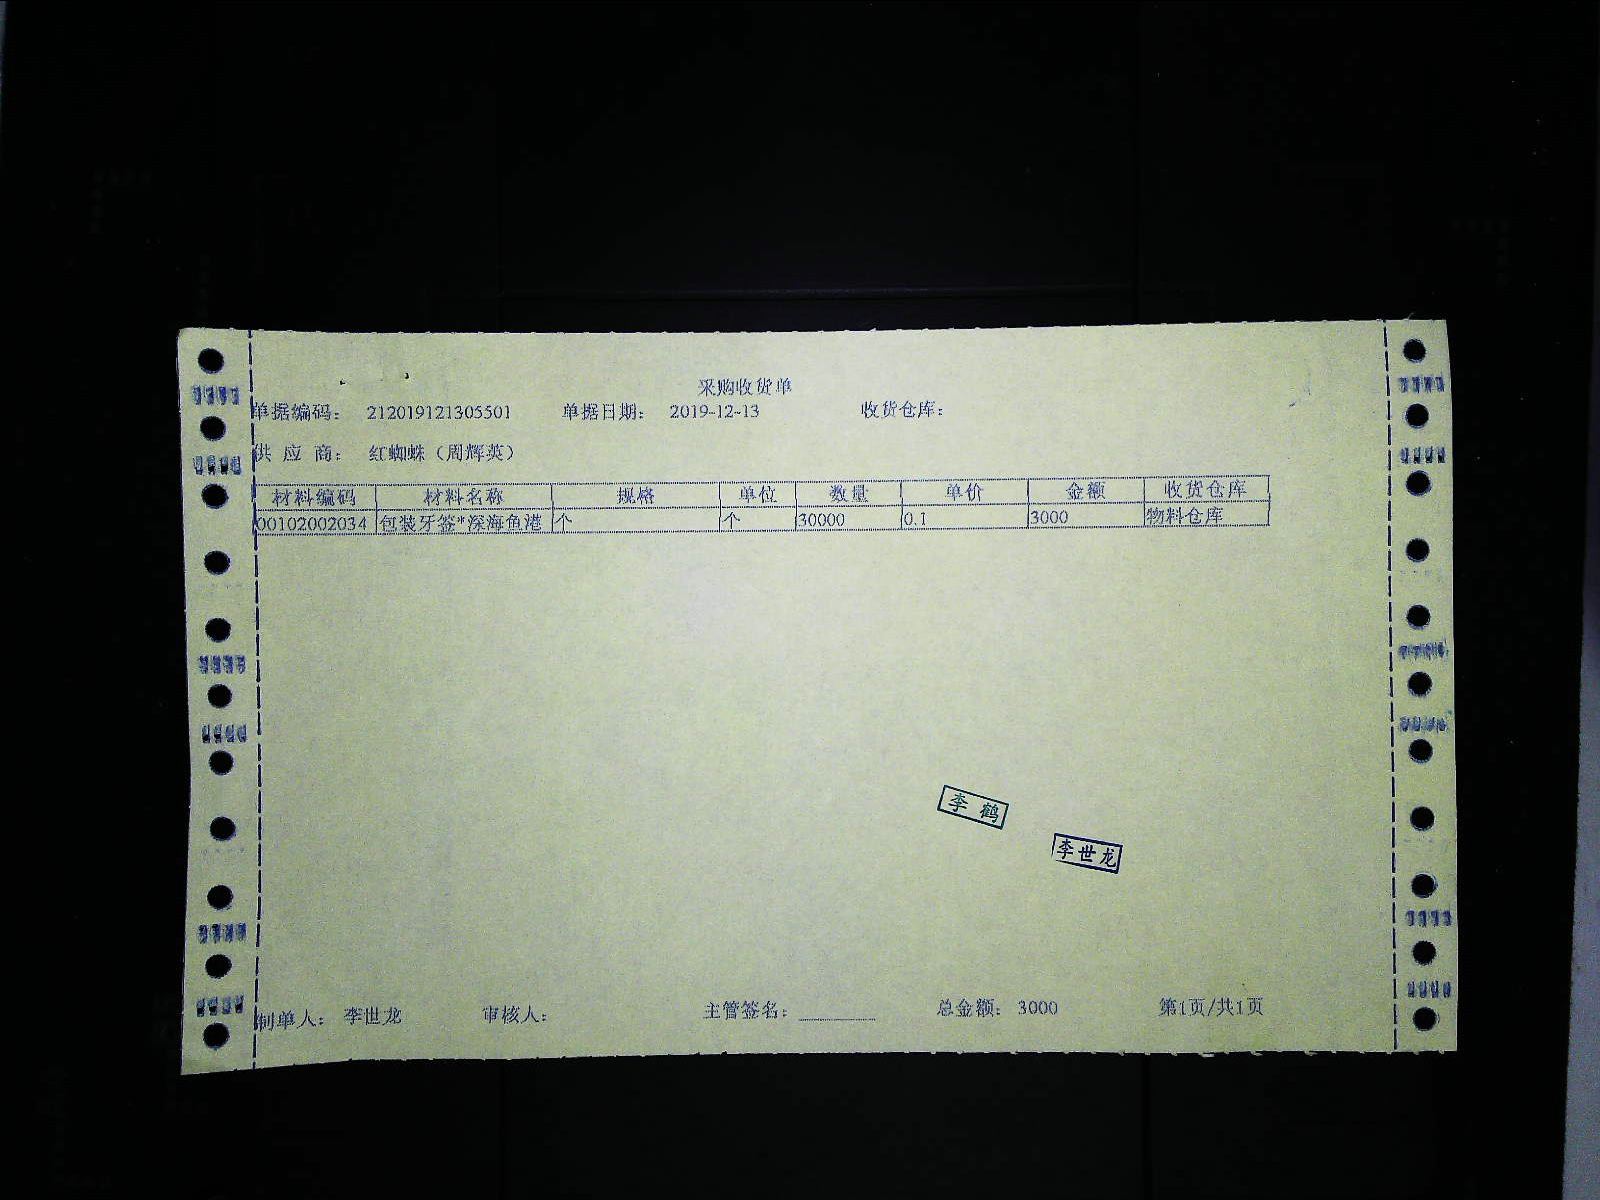 采购收货单
单据编码： 212019121305501 单据日期： 2019-12-13 收货仓库：
供 应 商： 红蜘蛛（周辉英）
材料编码 材料名称 规格 单位 数量 单价 金额 收货仓库
00102002034 包装牙签*深海鱼港 个 个 30000 0.1 3000 物料仓库
李 鹤
李世龙
制单人： 李世龙 审核人： 主管签名：________ 总金额： 3000 第1页/共1页